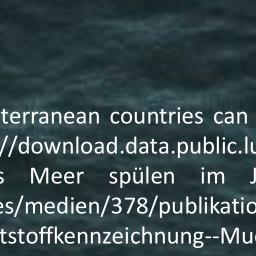 terranean countries can
//download.data.public.lu
s Meer spülen im J
es/medien/378/publikatio
tstoffkennzeichnung--Mu